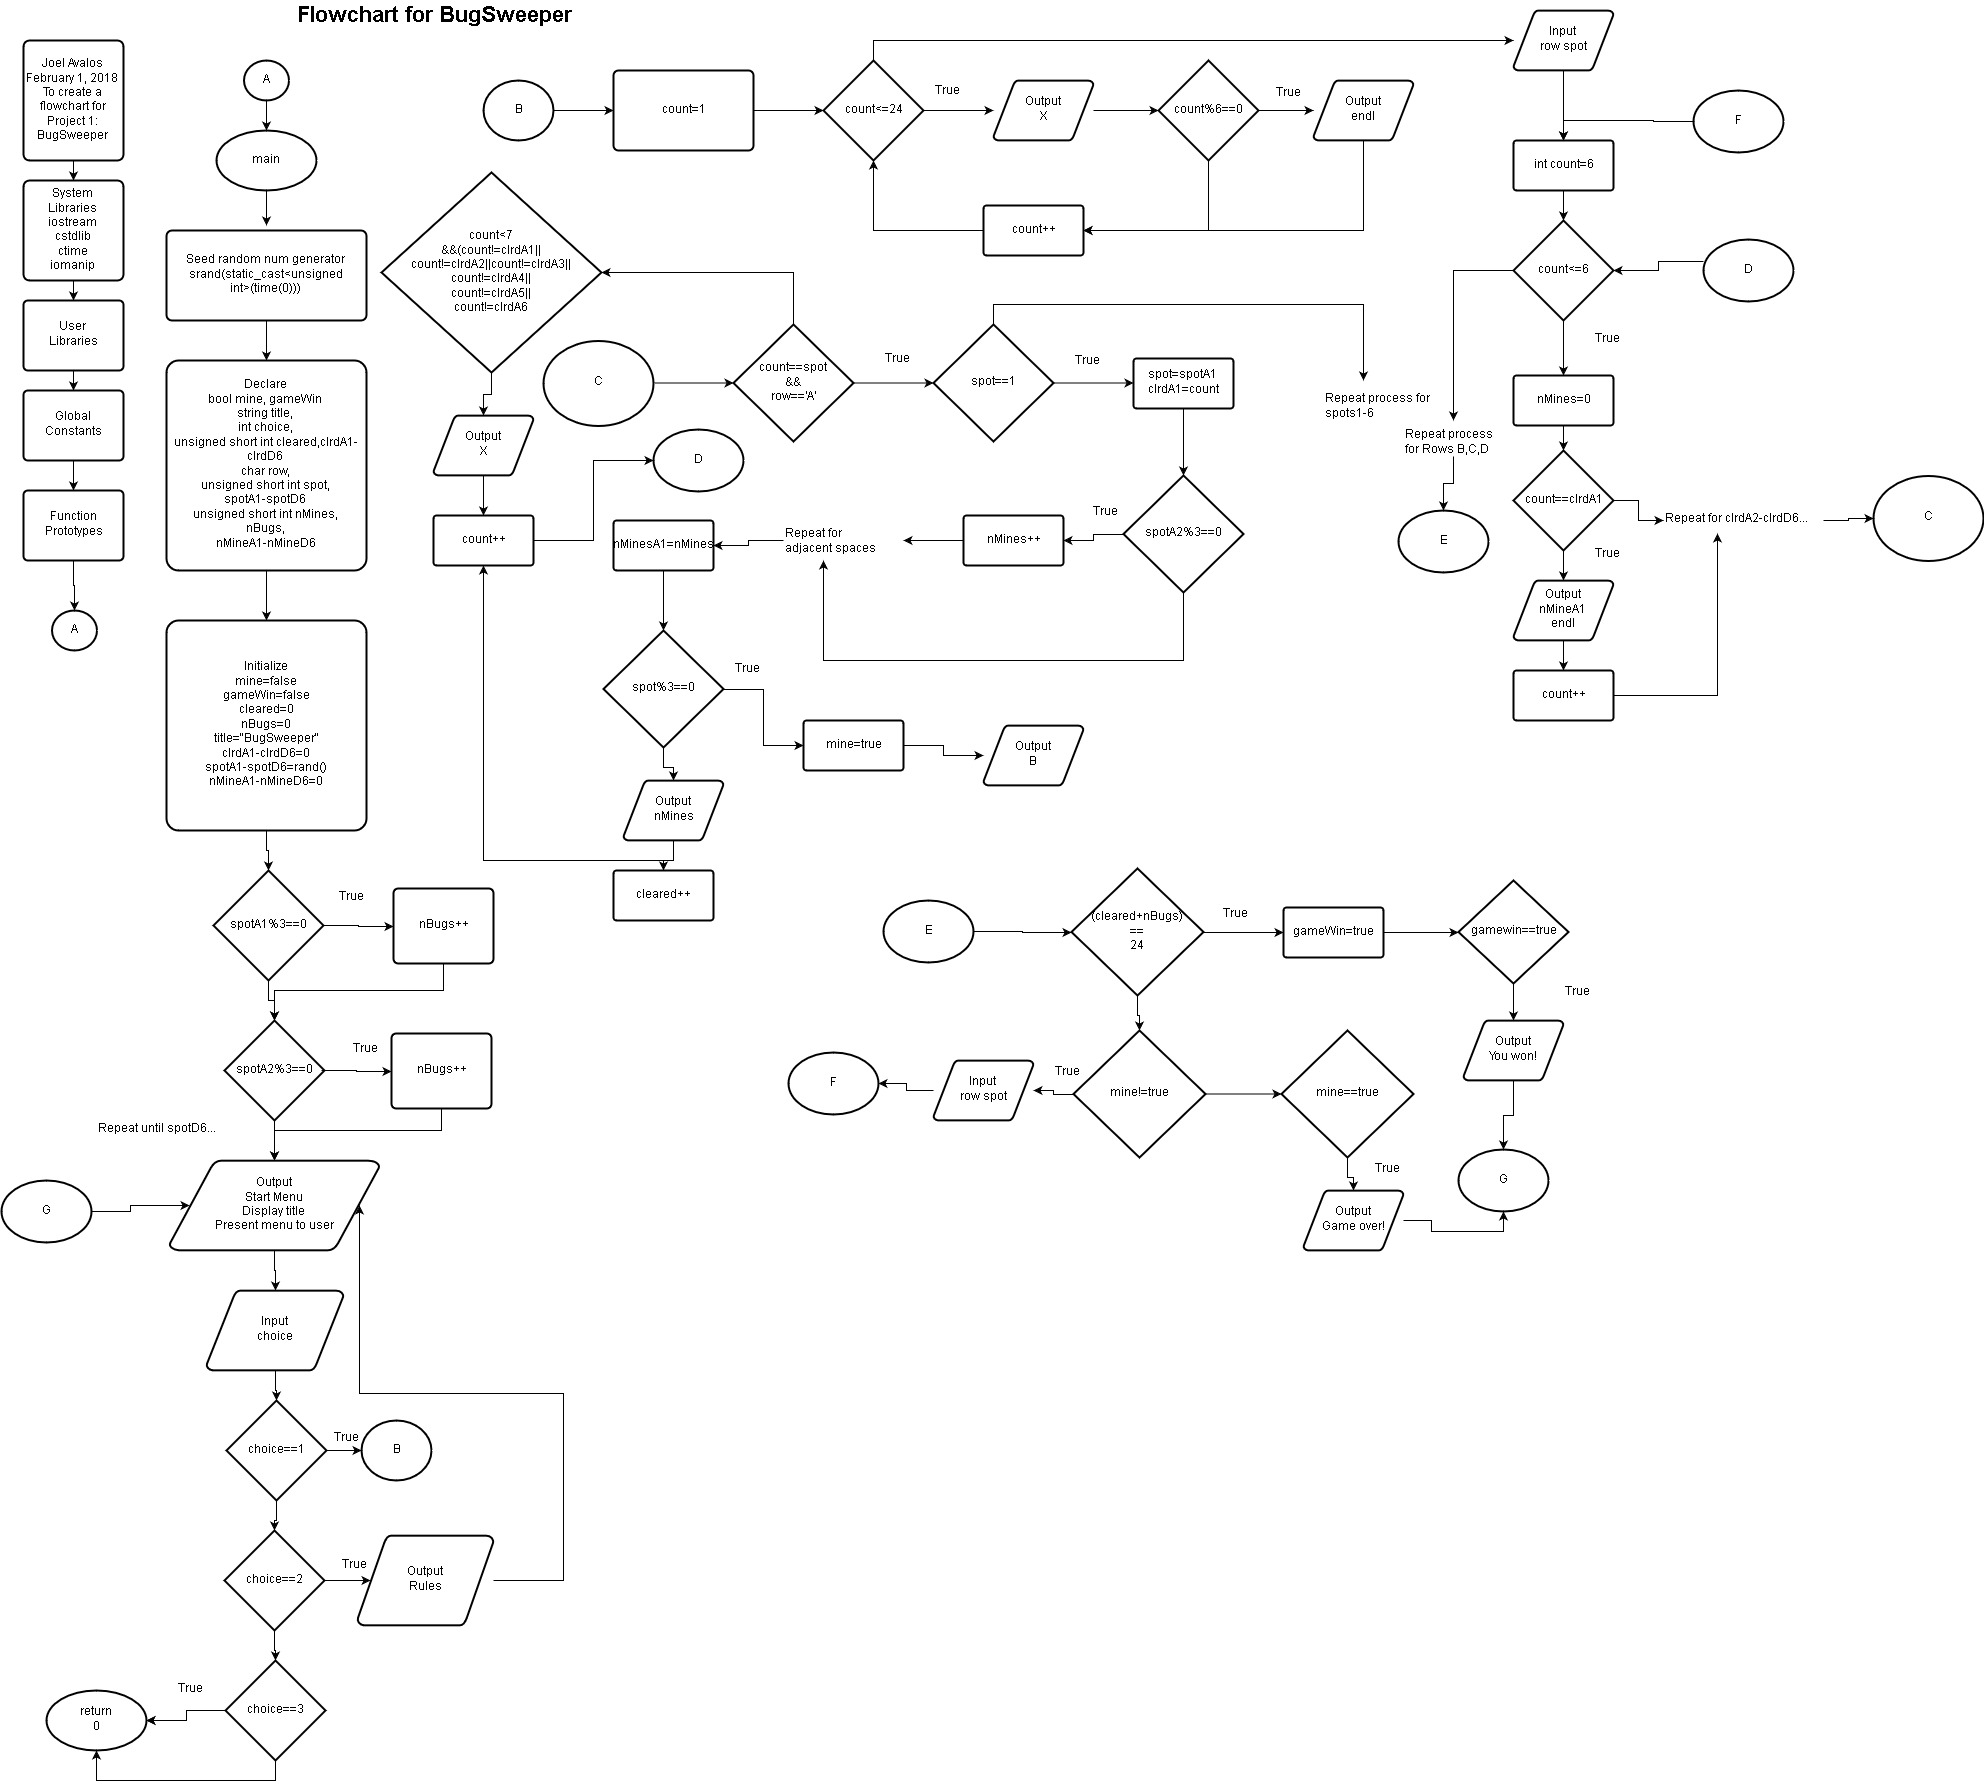 Flowchart for BugSweeper
Joel Avalos
February 1, 2018
To create a
flowchart for
Project 1:
BugSweeper
System
Libraries
iostream
cstdlib
ctime
iomanip
User
Libraries
Global
Constants
Function
Prototypes
A
A
main
Seed random num generator
srand(static_cast<unsigned
int>(time(0)))
Declare
bool mine, gameWin
string title,
int choice,
unsigned short int cleared,clrdA1-
clrdD6
char row,
unsigned short int spot,
spotA1-spotD6
unsigned short int nMines,
nBugs,
nMineA1-nMineD6
Initialize
mine=false
gameWin=false
cleared=0
nBugs=0
title="BugSweeper"
clrdA1-clrdD6=0
spotA1-spotD6=rand()
nMineA1-nMineD6=0
spotA1%3==0
True
nBugs++
spotA2%3==0
True
nBugs++
Repeat until spotD6...
G
Output
Start Menu
Display title
Present menu to user
Input
choice
choice==1
True
B
choice==2
True
Output
Rules
choice==3
True
return
0
B
count=1
count<=24
True
Output
X
count%6==0
True
Output
endl
count++
Input
row spot
F
int count=6
count<=6
D
True
nMines=0
count==clrdA1
True
Output
nMineA1
endl
count++
Repeat for clrdA2-clrdD6...
C
Repeat process
for Rows B,C,D
E
C
count==spot
&&
row=='A'
True
spot==1
True
spot=spotA1
clrdA1=count
Repeat process for
spots1-6
count<7
&&(count!=clrdA1||
count!=clrdA2||count!=clrdA3||
count!=clrdA4||
count!=clrdA5||
count!=clrdA6
Output
X
count++
D
spotA2%3==0
True
nMines++
Repeat for
adjacent spaces
nMinesA1=nMines
spot%3==0
True
mine=true
Output
B
Output
nMines
cleared++
E
(cleared+nBugs)
==
24
True
gameWin=true
gamewin==true
True
Output
You won!
G
mine!=true
True
Input
row spot
F
mine==true
True
Output
Game over!